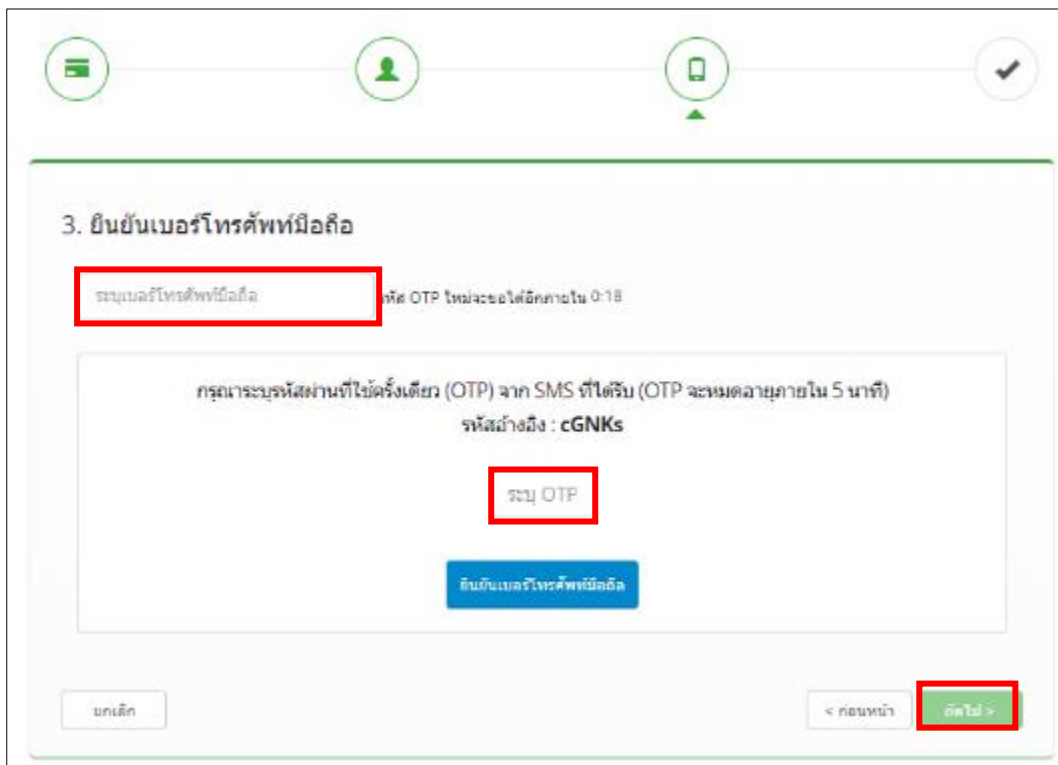 3. ยืนยันเบอร์โทรศัพท์มือถือ
ระบุเบอร์โทรศัพท์มือถือ
หัส OTP ใหม่จะขอได้อีกภายใน 0:18
กรุณาระบุรหัสผ่านที่ใช้ครั้งเดียว (OTP) จาก SMS ที่ได้รับ (OTP จะหมดอายุภายใน 5 นาที)
รหัสอ้างอิง : cGNKs
ระบุ OTP
ยืนยันเบอร์โทรศัพท์มือถือ
ยกเลิก
< ก่อนหน้า
ถัดไป >